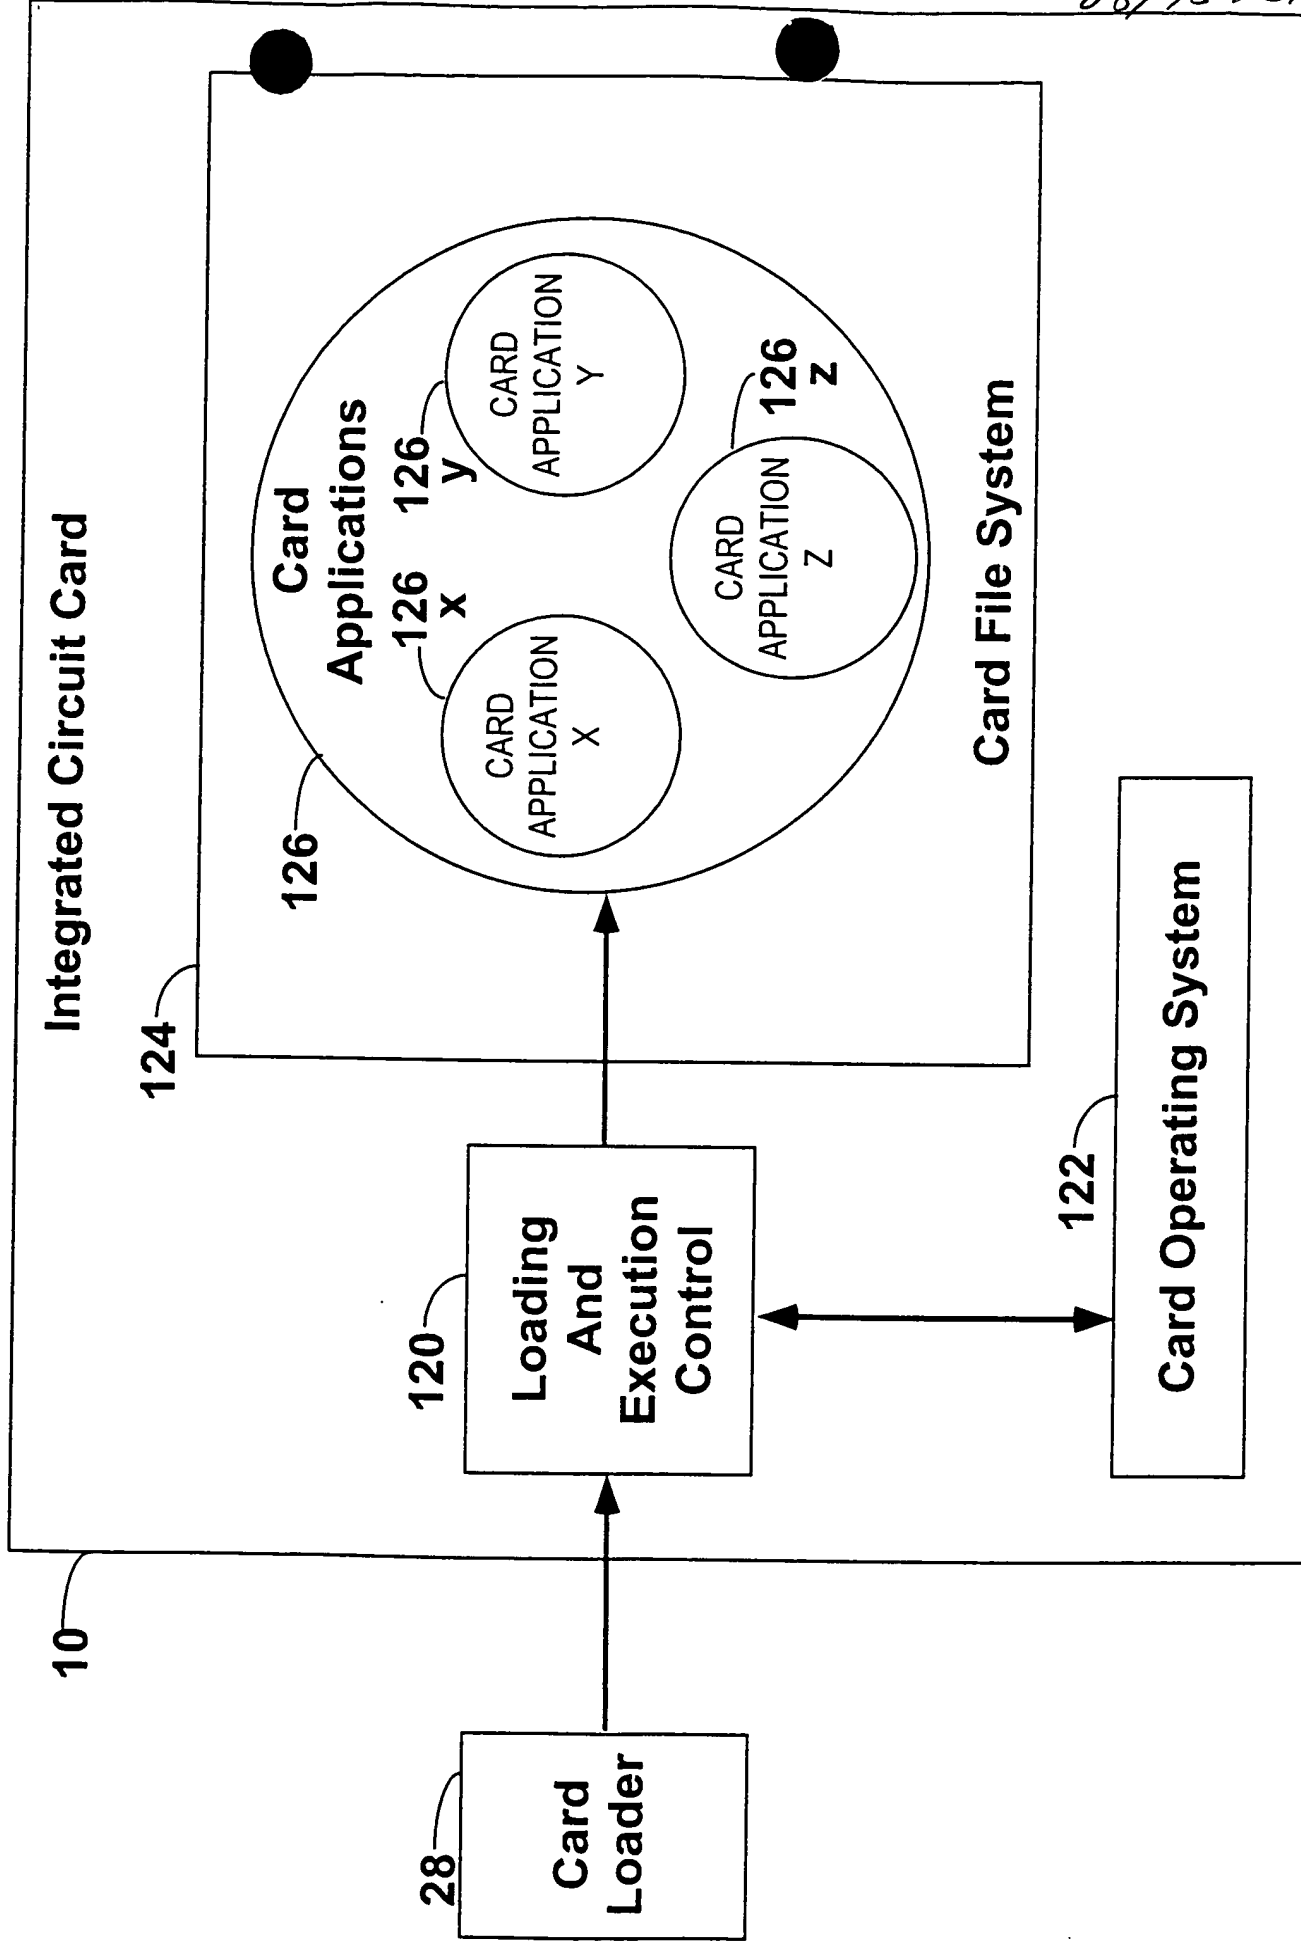 Integrated Circuit Card
10
124
126
Card
Applications
126
x
126
y
CARD
APPLICATION
X
CARD
APPLICATION
Y
126
z
CARD
APPLICATION
Z
Card File System
120
Loading
And
Execution
Control
28
Card
Loader
122
Card Operating System